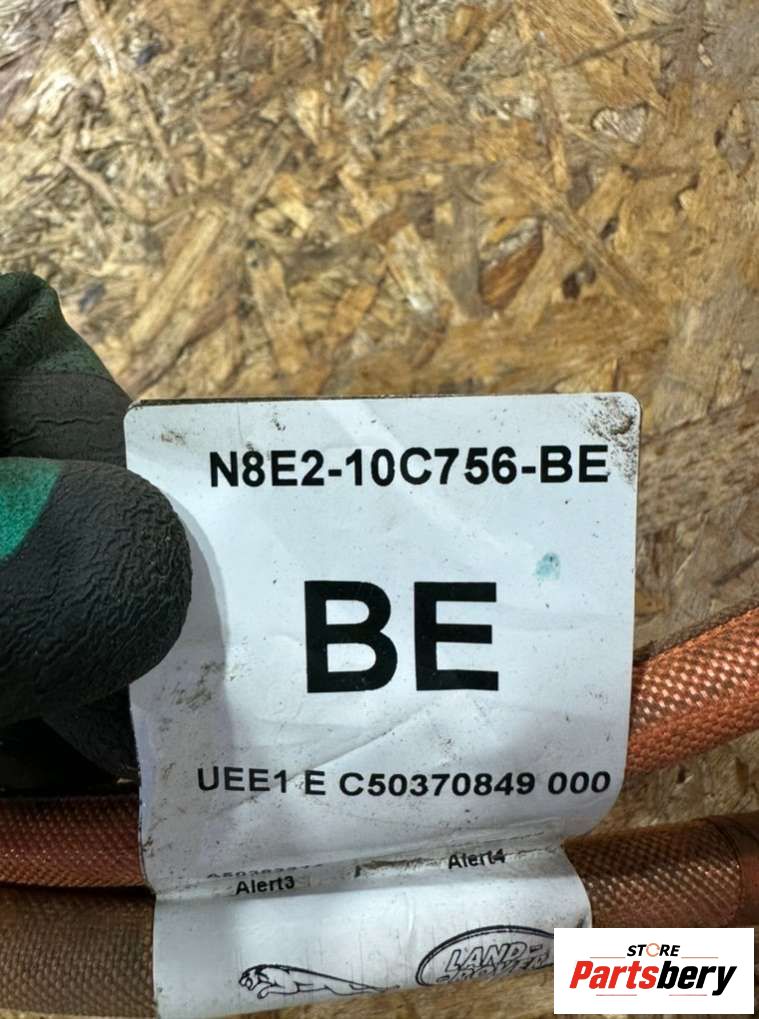 N8E2-10C756-BE
BE
UEE1 E C50370849 000
Alert3
Alert4
LAND-
ROVER
STORE
Partsbery